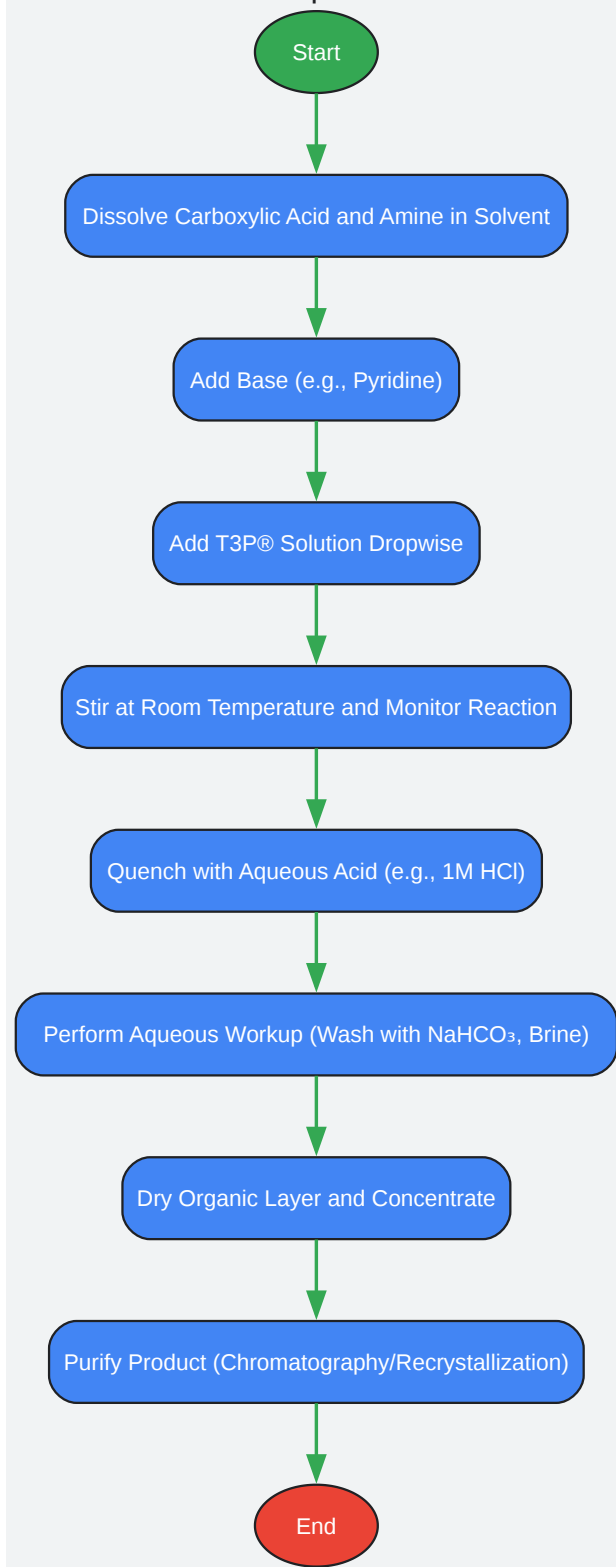 Start
Dissolve Carboxylic Acid and Amine in Solvent
Add Base (e.g., Pyridine)
Add T3P® Solution Dropwise
Stir at Room Temperature and Monitor Reaction
Quench with Aqueous Acid (e.g., 1M HCl)
Perform Aqueous Workup (Wash with NaHCO₃, Brine)
Dry Organic Layer and Concentrate
Purify Product (Chromatography/Recrystallization)
End